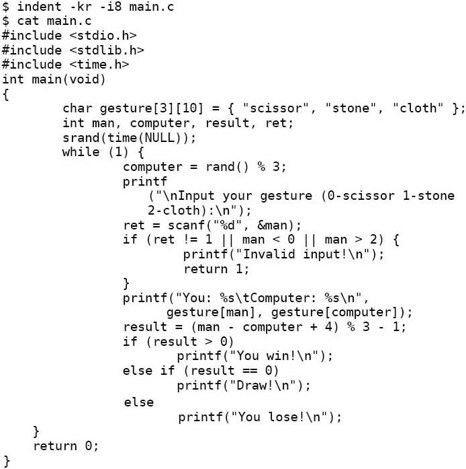 $ indent -kr -i8 main.c
$ cat main.c
#include <stdio.h>
#include <stdlib.h>
#include <time.h>
int main(void)
{
char gesture[3][10] = { "scissor", "stone", "cloth" };
int man, computer, result, ret;
srand(time(NULL));
while (1) {
computer = rand() % 3;
printf
("\nInput your gesture (0-scissor 1-stone
2-cloth):\n");
ret = scanf("%d", &man);
if (ret != 1 || man < 0 || man > 2) {
printf("Invalid input!\n");
return 1;
}
printf("You: %s\tComputer: %s\n",
gesture[man], gesture[computer]);
result = (man - computer + 4) % 3 - 1;
if (result > 0)
printf("You win!\n");
else if (result == 0)
printf("Draw!\n");
else
printf("You lose!\n");
}
return 0;
}